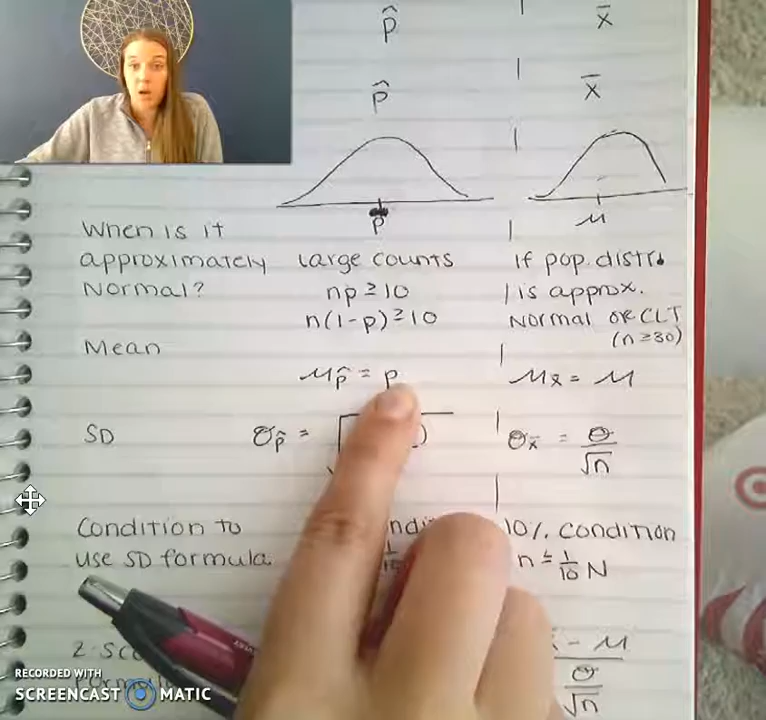 p̂ | x̄
p̂ | x̄
p
μ
When is it
approximately
Normal?
large counts
np ≥ 10
n(1-p) ≥ 10
If pop. distr.
is approx.
Normal OR CLT
(n ≥ 30)
Mean
μp̂ = p
μx̄ = μ
SD
σp̂ = √
σx̄ = σ/√n
Condition to
use SD formula
10% condition
n ≤ 1/10 N
x̄ - μ
σ/√n
RECORDED WITH
SCREENCAST MATIC